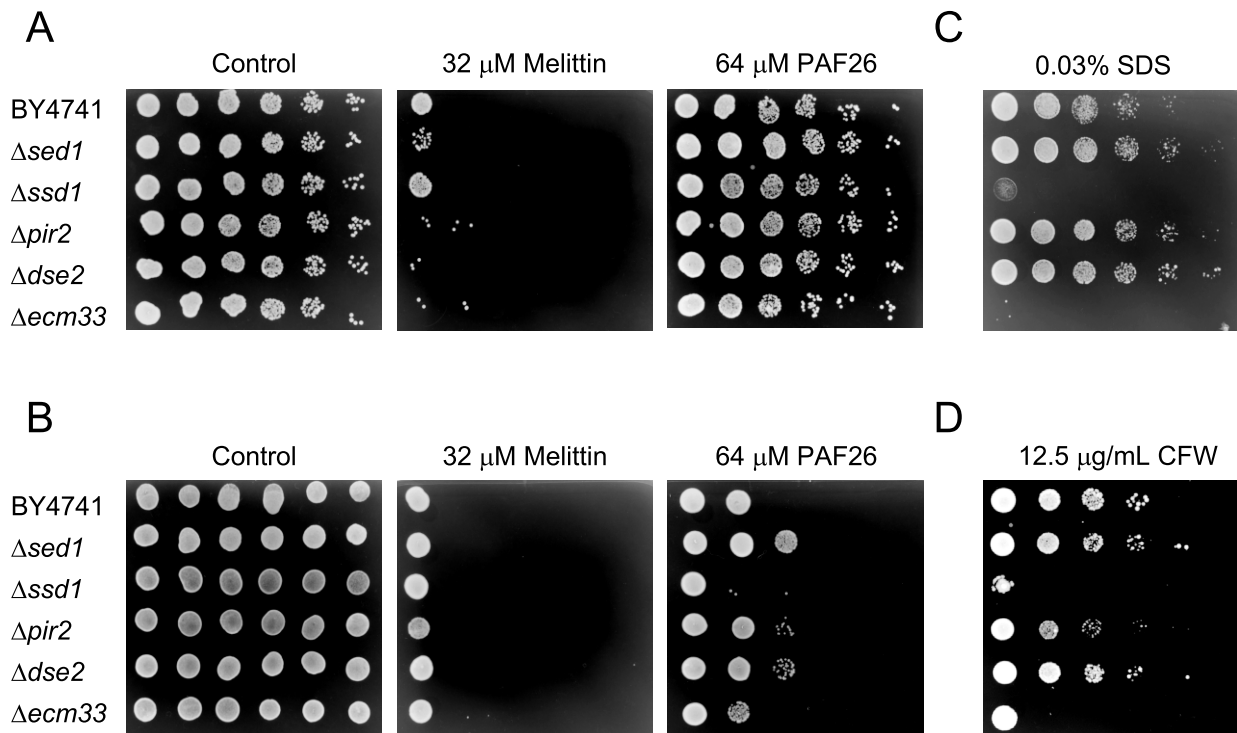 A
C
Control
32 μM Melittin
64 μM PAF26
0.03% SDS
BY4741
Δsed1
Δssd1
Δpir2
Δdse2
Δecm33
B
D
Control
32 μM Melittin
64 μM PAF26
12.5 μg/mL CFW
BY4741
Δsed1
Δssd1
Δpir2
Δdse2
Δecm33